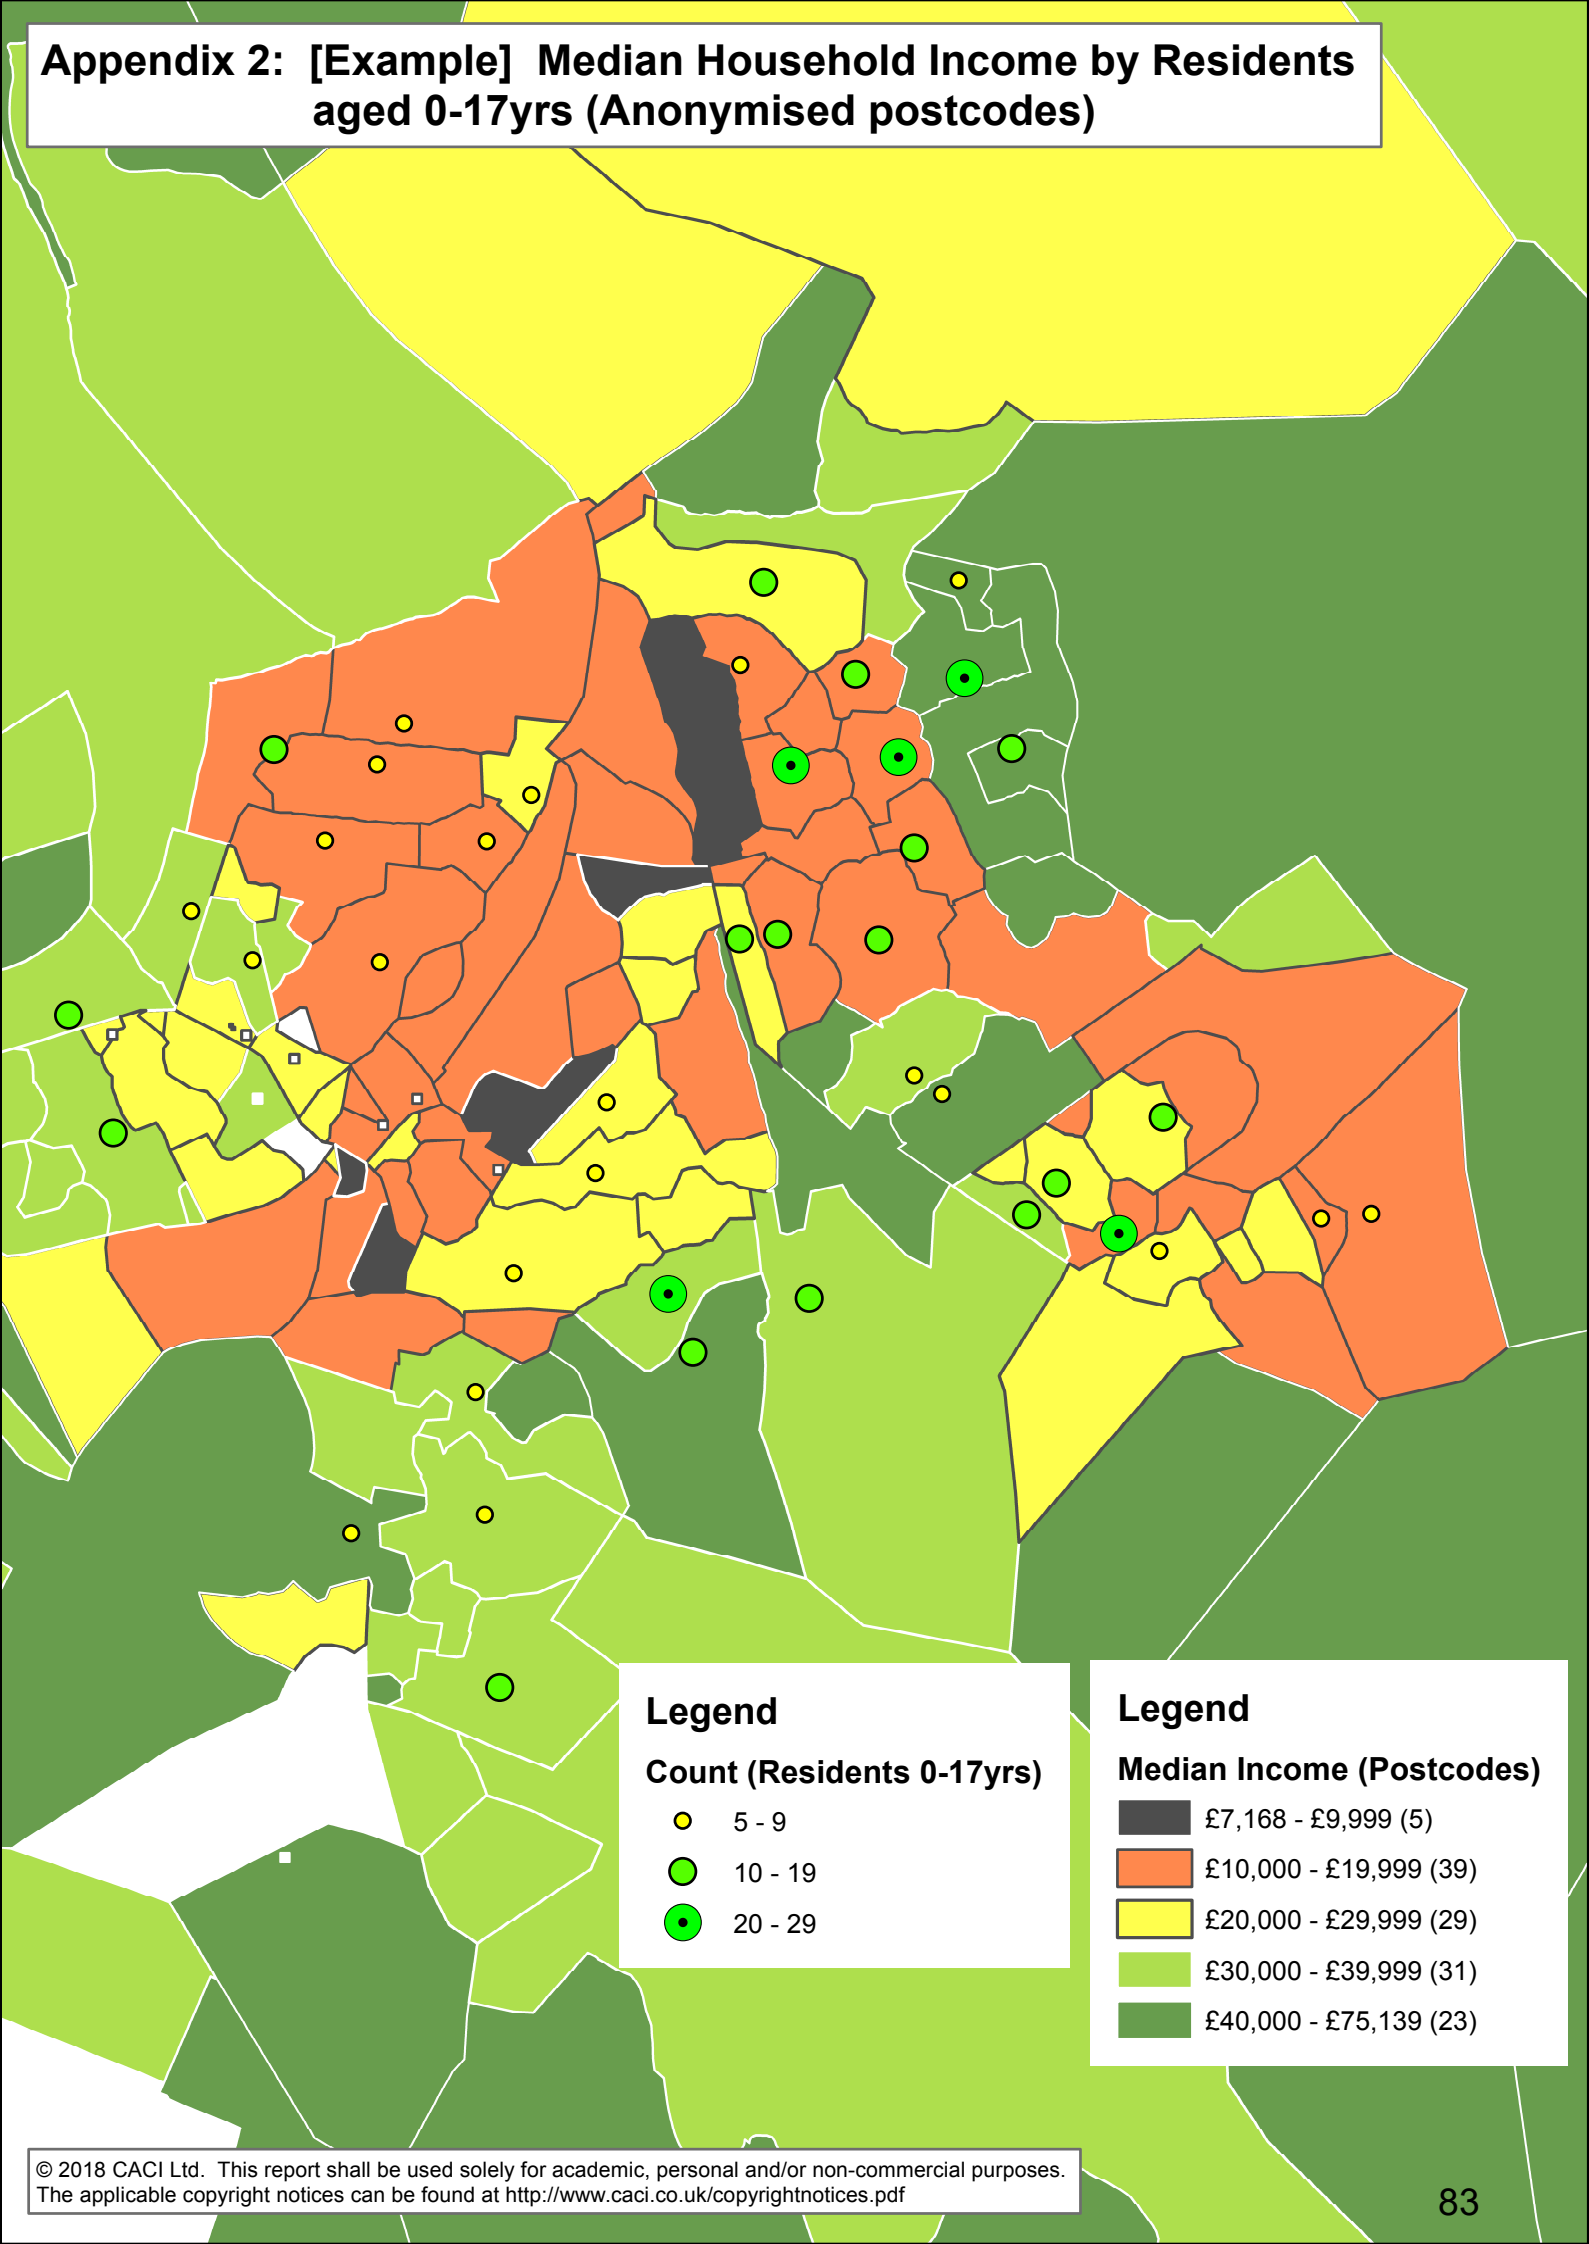 Appendix 2: [Example] Median Household Income by Residents
aged 0-17yrs (Anonymised postcodes)
Legend
Count (Residents 0-17yrs)
5 - 9
10 - 19
20 - 29
Legend
Median Income (Postcodes)
£7,168 - £9,999 (5)
£10,000 - £19,999 (39)
£20,000 - £29,999 (29)
£30,000 - £39,999 (31)
£40,000 - £75,139 (23)
© 2018 CACI Ltd. This report shall be used solely for academic, personal and/or non-commercial purposes.
The applicable copyright notices can be found at http://www.caci.co.uk/copyrightnotices.pdf
83